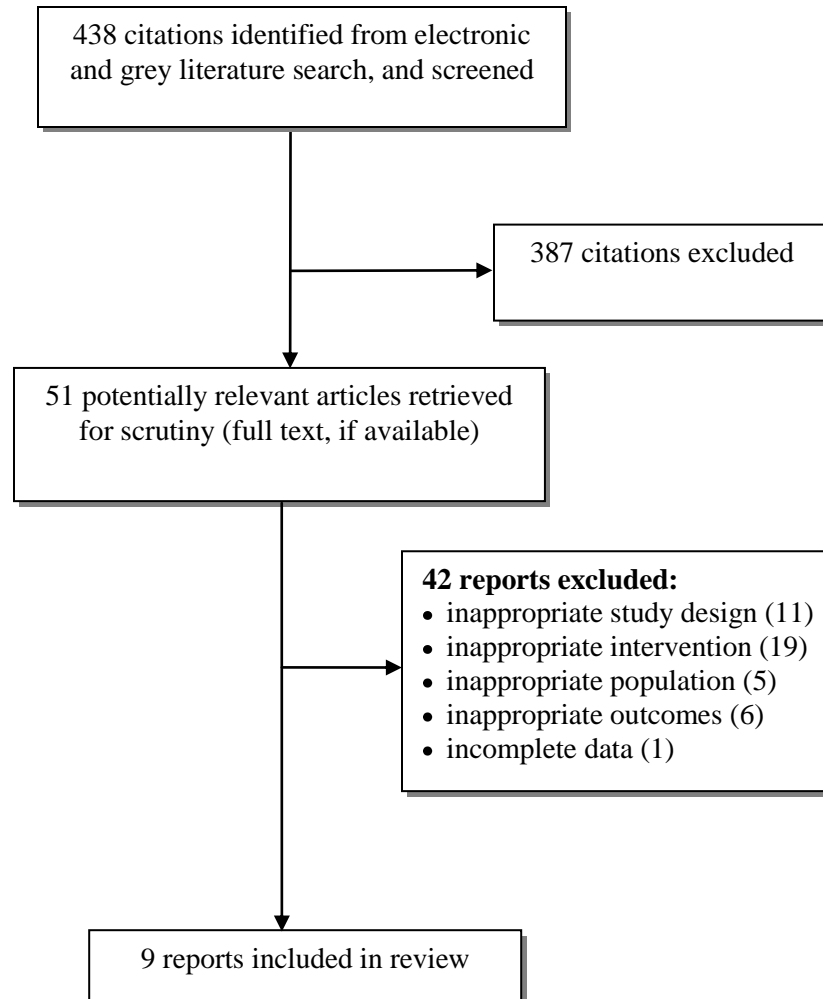 438 citations identified from electronic
and grey literature search, and screened
387 citations excluded
51 potentially relevant articles retrieved
for scrutiny (full text, if available)
42 reports excluded:
• inappropriate study design (11)
• inappropriate intervention (19)
• inappropriate population (5)
• inappropriate outcomes (6)
• incomplete data (1)
9 reports included in review